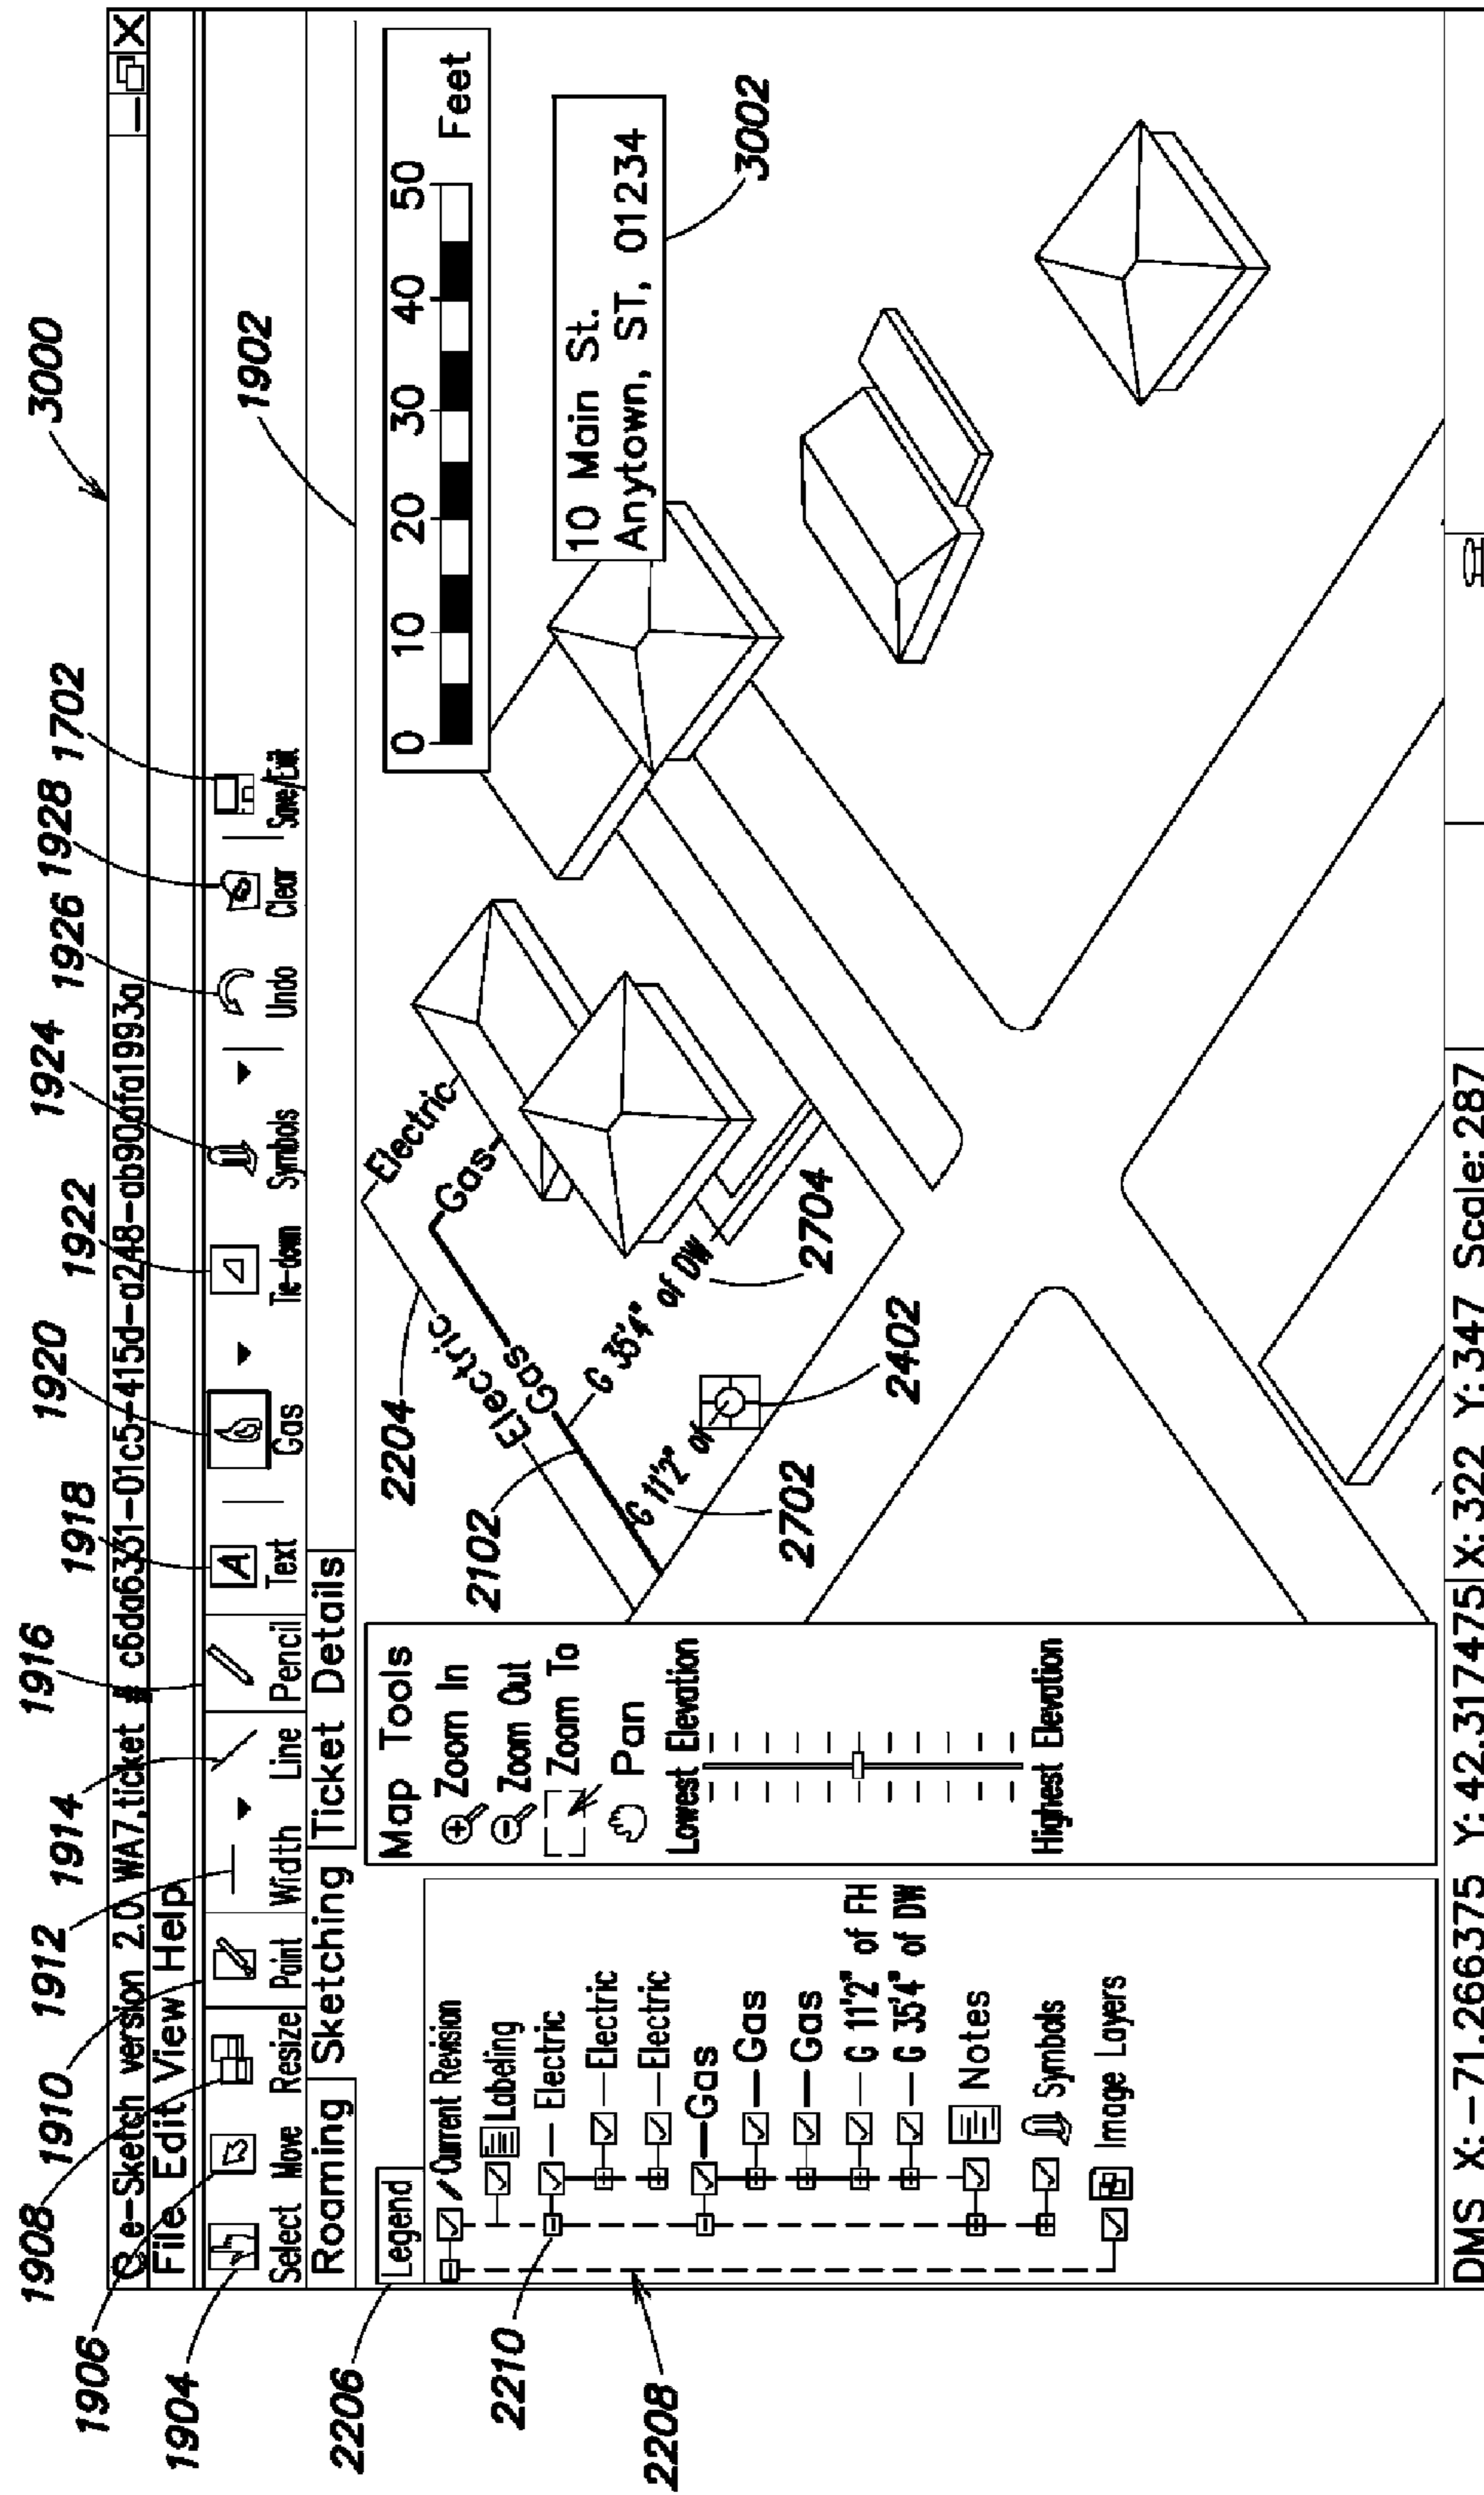 3000
1916
1924
1918
1920
1922
1926
1928
1702
1914
1912
1910
1908
1906
1904
1902
e-Sketch version 2.0 WA7,ticket # c6da6331-01c5-415d-a248-ab90afa1993a
File Edit View Help
Select Move Resize Paint Width Line Pencil Text Gas Tie-down Symbols Undo Clear Save/Exit
Roaming Sketching Ticket Details
2206
2210
2208
Legend
Current Revision
Labeling
Electric
Electric
Electric
Gas
Gas
Gas
G 11'2" of FH
G 35'4" of DW
Notes
Symbols
Image Layers
Map Tools
Zoom In
Zoom Out
Zoom To
Pan
Lowest Elevation
Highest Elevation
0 10 20 30 40 50
Feet
10 Main St.
Anytown, ST, 01234
3002
2204
2102
Electric
Electric
Electric
Gas
Gas
G 35'4" of DW
G 11'2" of
2704
2402
2702
DMS X:-71.266375 Y:42.317475 X:322 Y:347 Scale:287